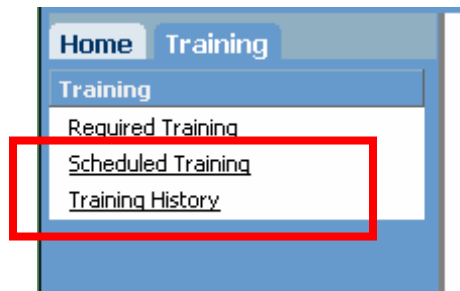 Home Training
Training
Required Training
Scheduled Training
Training History